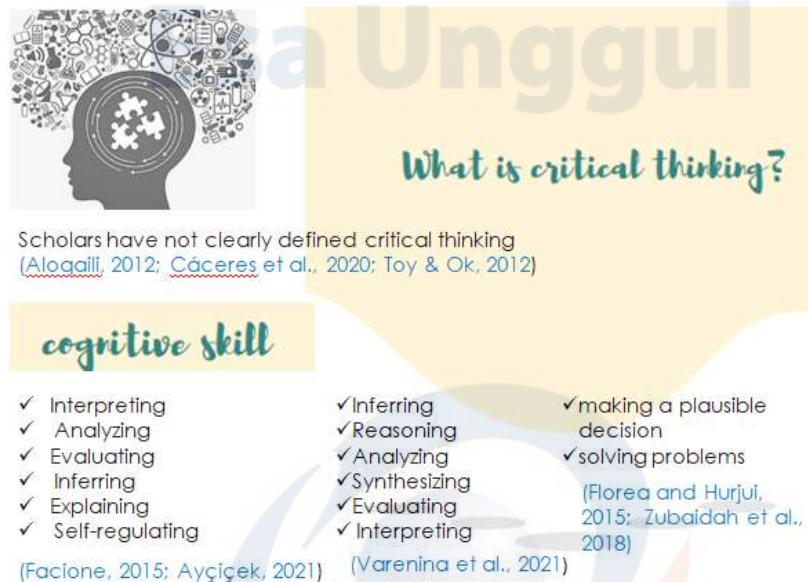 Unggul
What is critical thinking?
Scholars have not clearly defined critical thinking
(Aloqaili, 2012; Cáceres et al., 2020; Toy & Ok, 2012)
cognitive skill
✓ Interpreting
✓ Analyzing
✓ Evaluating
✓ Inferring
✓ Explaining
✓ Self-regulating
(Facione, 2015; Ayçiçek, 2021)
✓Inferring
✓Reasoning
✓Analyzing
✓Synthesizing
✓Evaluating
✓ Interpreting
(Varenina et al., 2021)
✓making a plausible
decision
✓solving problems
(Florea and Hurjui,
2015; Zubaidah et al.,
2018)